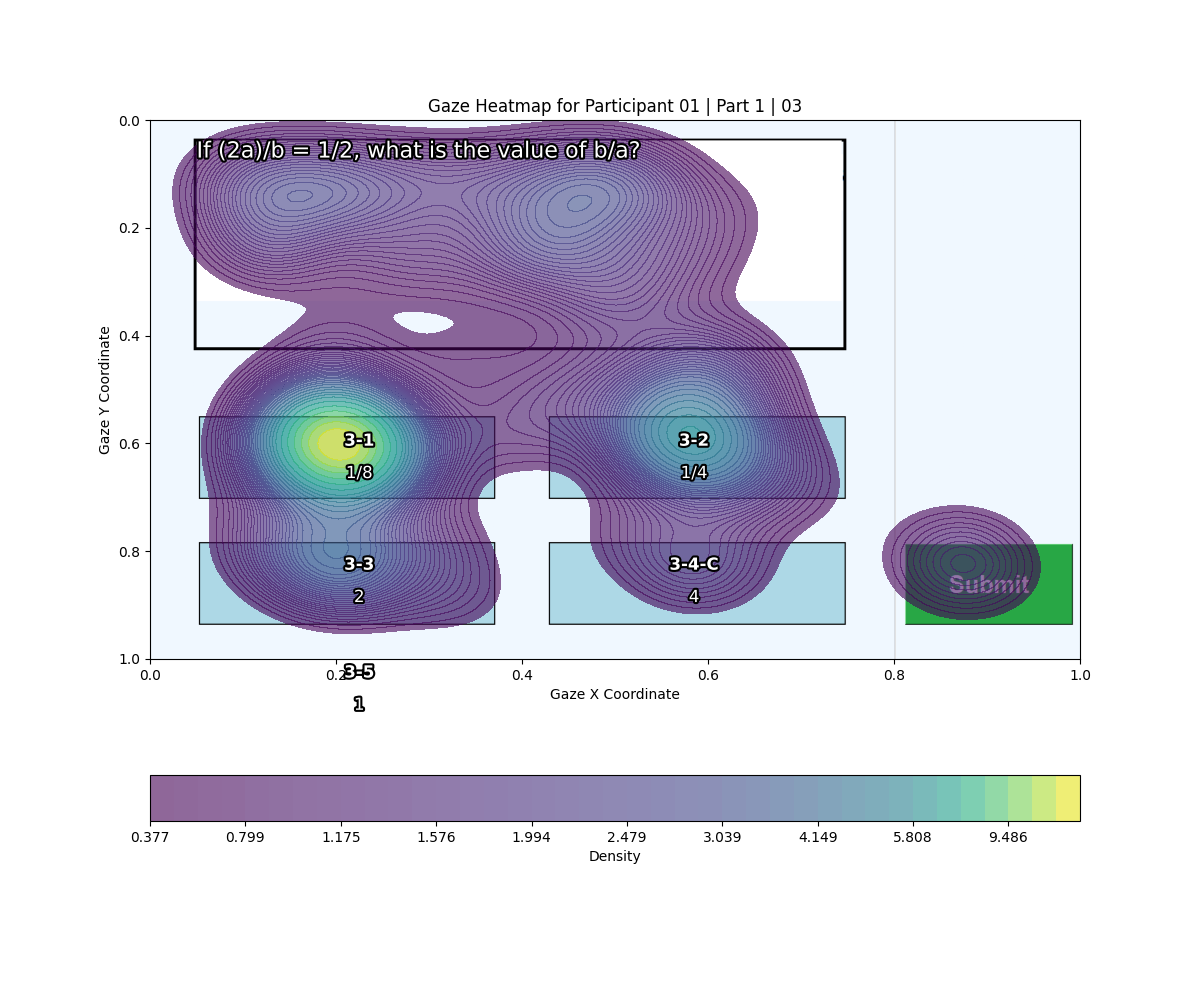 Gaze Heatmap for Participant 01 | Part 1 | 03
0.0
0.2
0.4
0.6
0.8
1.0
Gaze Y Coordinate
If (2a)/b = 1/2, what is the value of b/a?
3-1
1/8
3-2
1/4
3-3
2
3-4-C
4
Submit
0.0 0.2 0.4 0.6 0.8 1.0
3-5
1
Gaze X Coordinate
0.377 0.799 1.175 1.576 1.994 2.479 3.039 4.149 5.808 9.486
Density